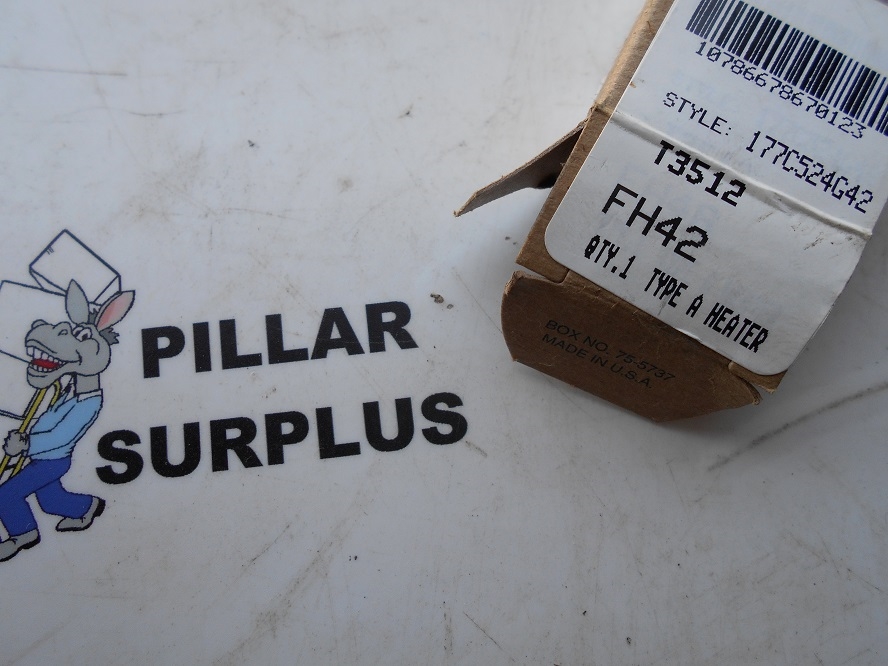 10786678670123
STYLE: 177C524G42
T3512
FH42
QTY.1 TYPE A HEATER
BOX NO. 75-5737
MADE IN U.S.A.
PILLAR
SURPLUS